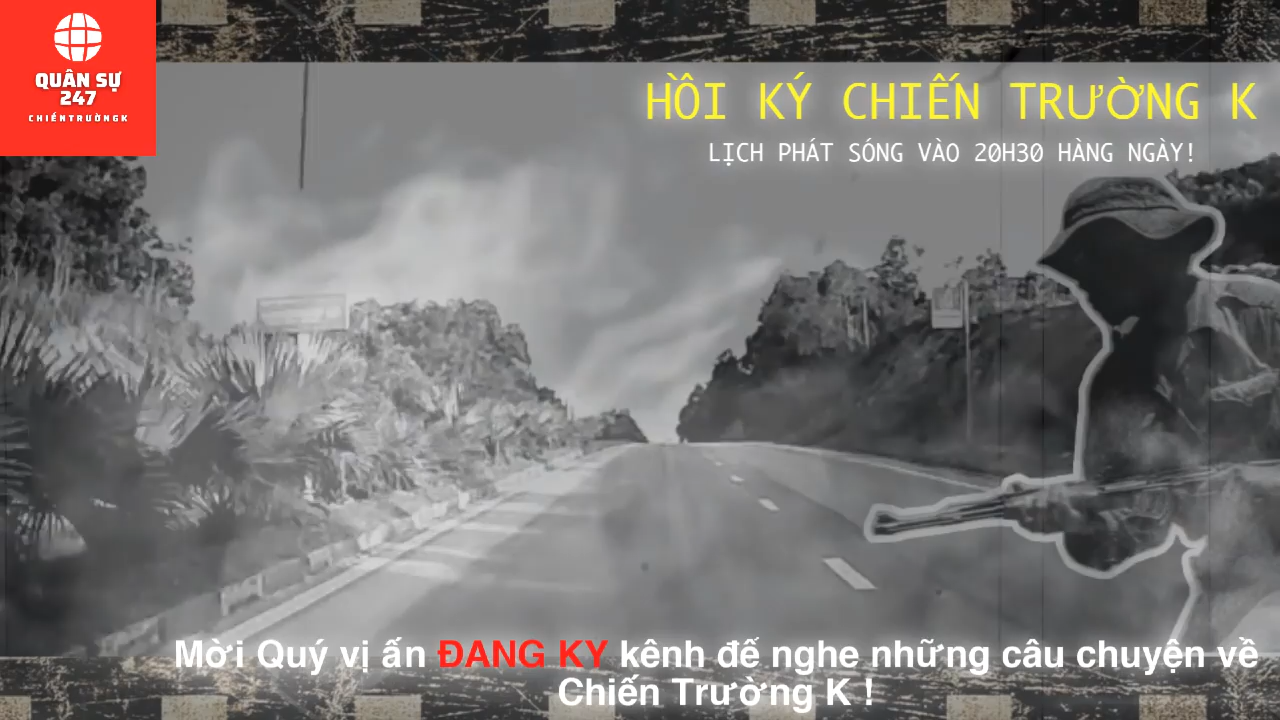 QUÂN SỰ
247
CHIẾNTRƯỜNGK
HỒI KÝ CHIẾN TRƯỜNG K
LỊCH PHÁT SÓNG VÀO 20H30 HÀNG NGÀY!
Mời Quý vị ấn ĐANG KY kênh để nghe những câu chuyện về
Chiến Trường K !